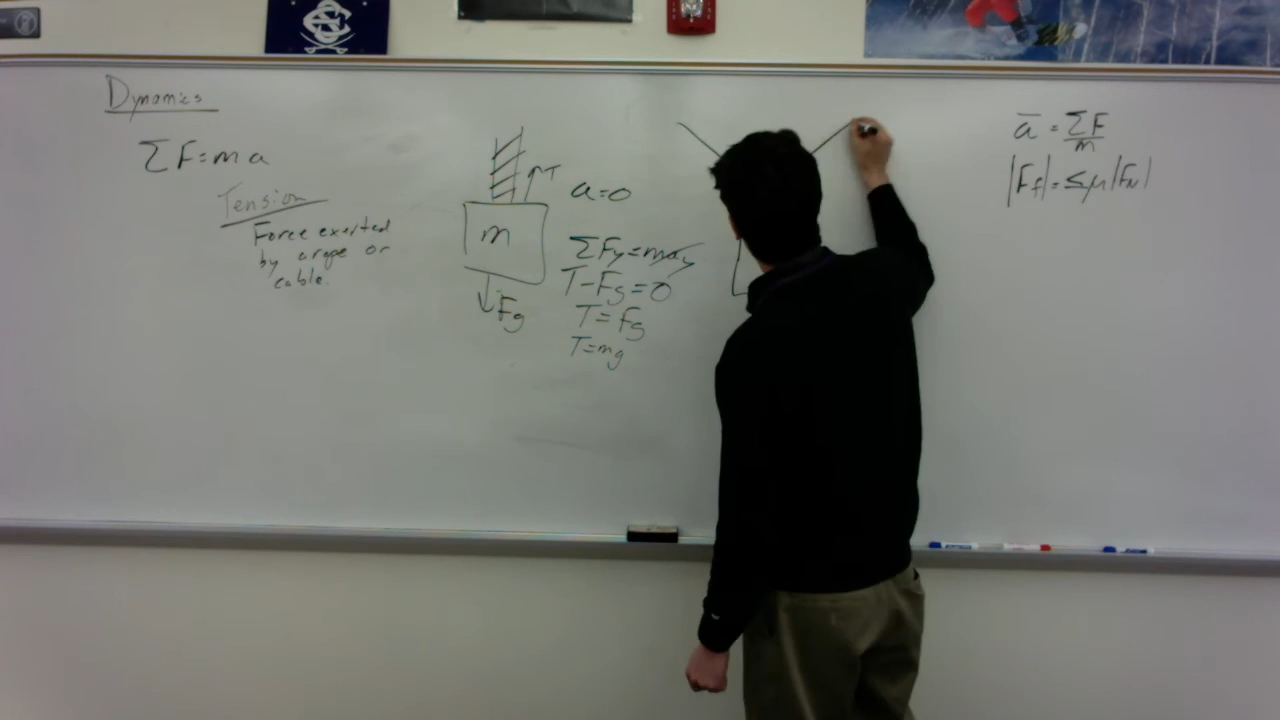 Dynamics
ΣF=ma
Tension
Force exerted
by a rope or
cable.
T
m
Fg
a=0
ΣFy=may
T-Fg=0
T=Fg
T=mg
a̅ = ΣF/m
|Ff|=≤μ|FN|